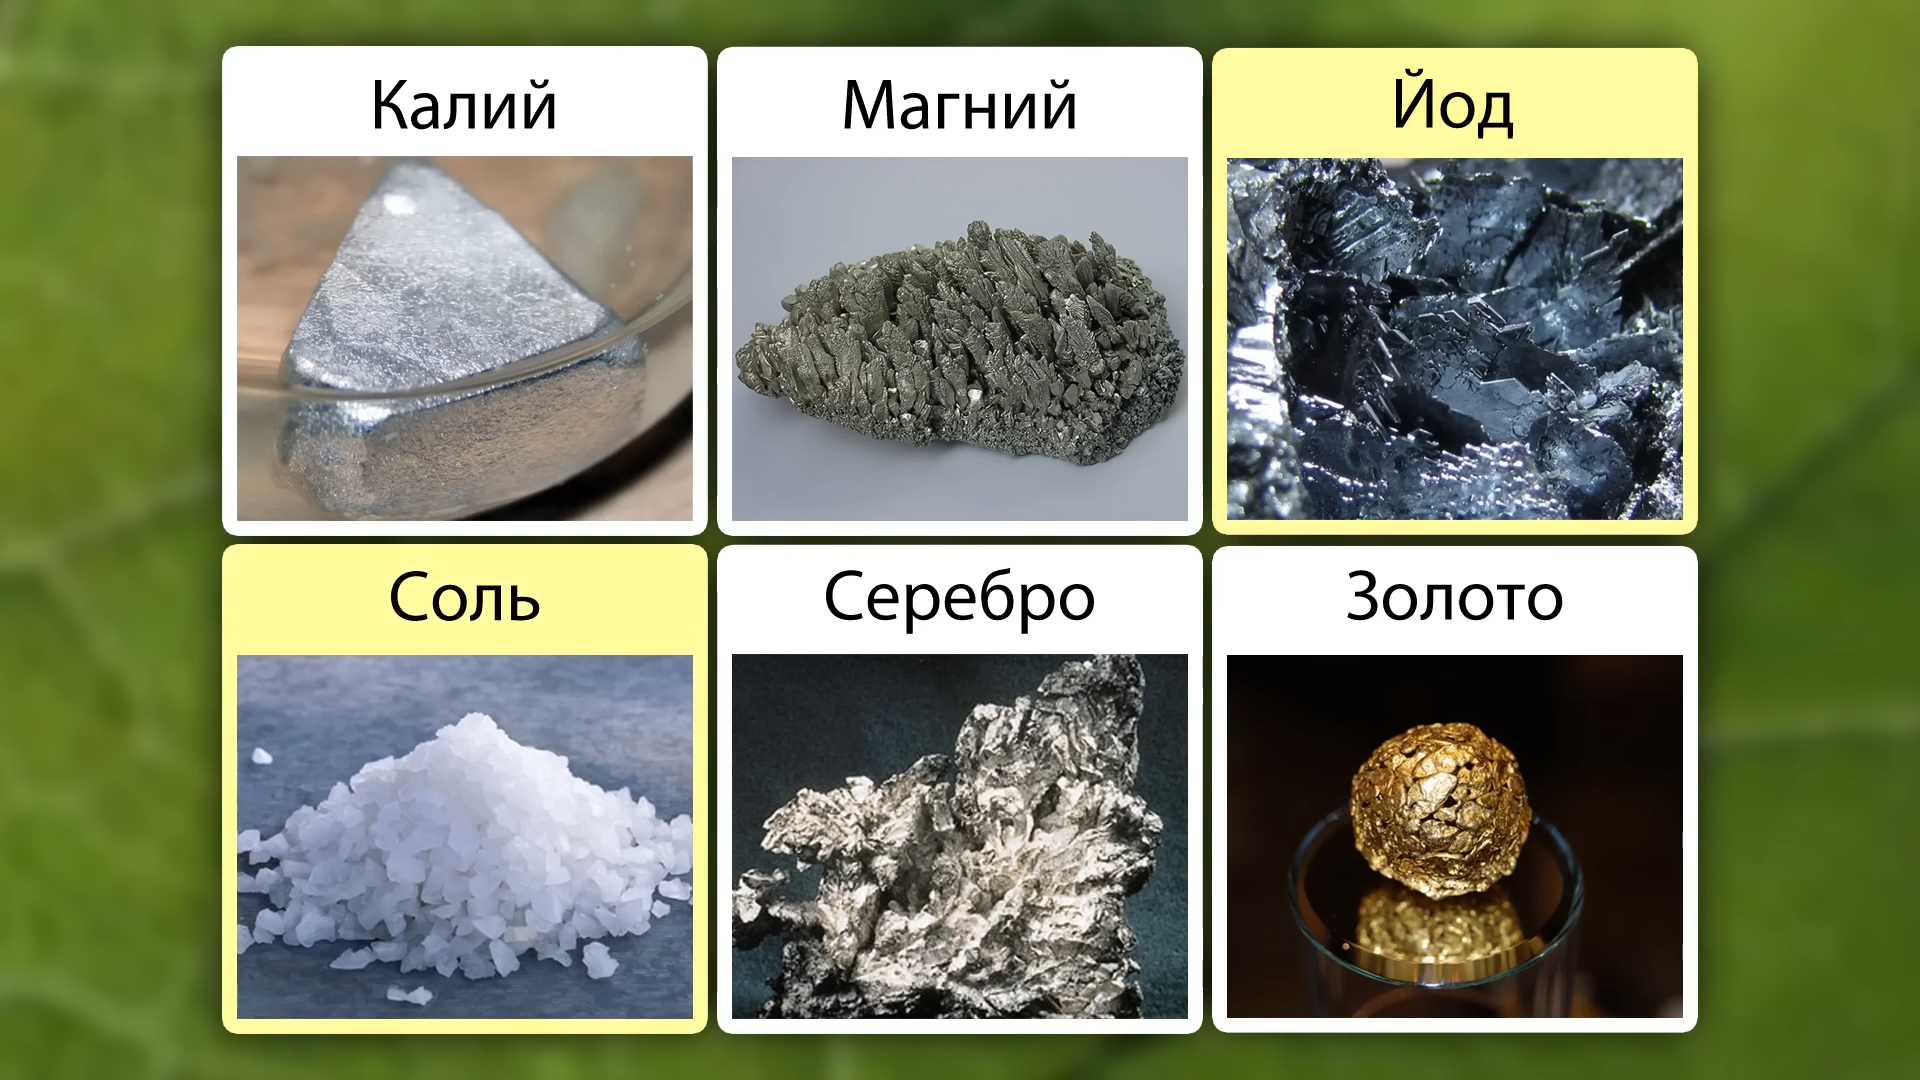 Калий
Магний
Йод
Соль
Серебро
Золото